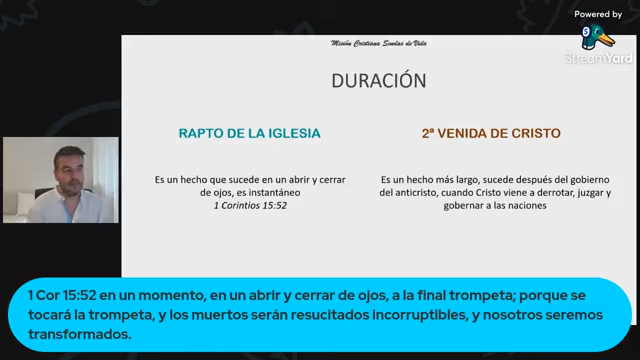 Powered by
StreamYard
Misión Cristiana Sendas de Vida
DURACIÓN
RAPTO DE LA IGLESIA
Es un hecho que sucede en un abrir y cerrar
de ojos, es instantáneo
1 Corintios 15:52
2ª VENIDA DE CRISTO
Es un hecho más largo, sucede después del gobierno
del anticristo, cuando Cristo viene a derrotar, juzgar y
gobernar a las naciones
1 Cor 15:52 en un momento, en un abrir y cerrar de ojos, a la final trompeta; porque se
tocará la trompeta, y los muertos serán resucitados incorruptibles, y nosotros seremos
transformados.